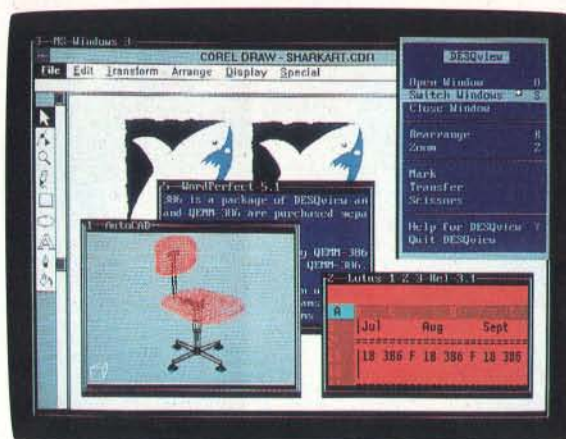 3-MS-Windows 3
COREL DRAW - SHARKART.CDR
File Edit Transform Arrange Display Special
DESQview
Open Window O
Switch Windows S
Close Window
Rearrange R
Zoom Z
Mark
Transfer
Scissors
Help for DESQview ?
Quit DESQview
5-WordPerfect 5.1
386 is a package of DESQview an
and QEMM-386 are purchased sepa
QEMM-386
QEMM-386
1-AutoCAD
2-Lotus 1-2-3 Rel 3.1
A
Jul Aug Sept
18 386 F 18 386 F 18 386